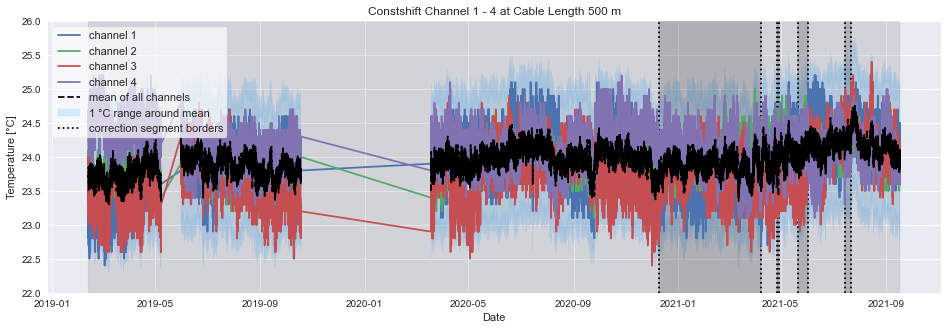 Constshift Channel 1 - 4 at Cable Length 500 m
Temperature [°C]
26.0
25.5
25.0
24.5
24.0
23.5
23.0
22.5
22.0
channel 1
channel 2
channel 3
channel 4
mean of all channels
1 °C range around mean
correction segment borders
2019-01 2019-05 2019-09 2020-01 2020-05 2020-09 2021-01 2021-05 2021-09
Date